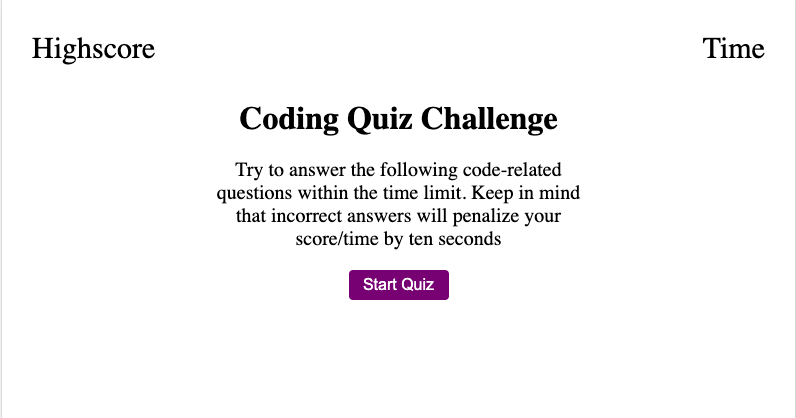 Highscore
Time
Coding Quiz Challenge
Try to answer the following code-related
questions within the time limit. Keep in mind
that incorrect answers will penalize your
score/time by ten seconds
Start Quiz